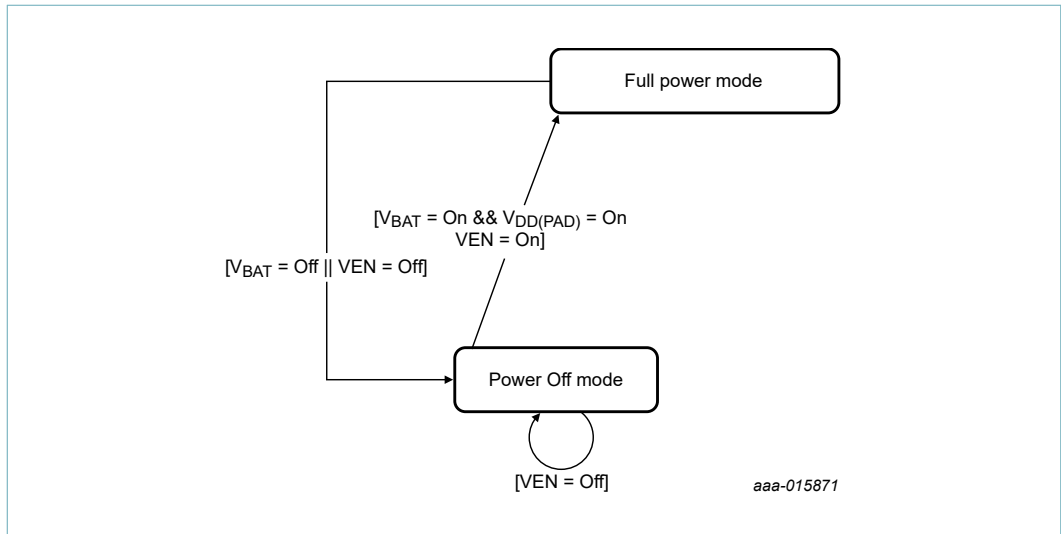 Full power mode
[VBAT = On && VDD(PAD) = On
VEN = On]
[VBAT = Off || VEN = Off]
Power Off mode
[VEN = Off]
aaa-015871